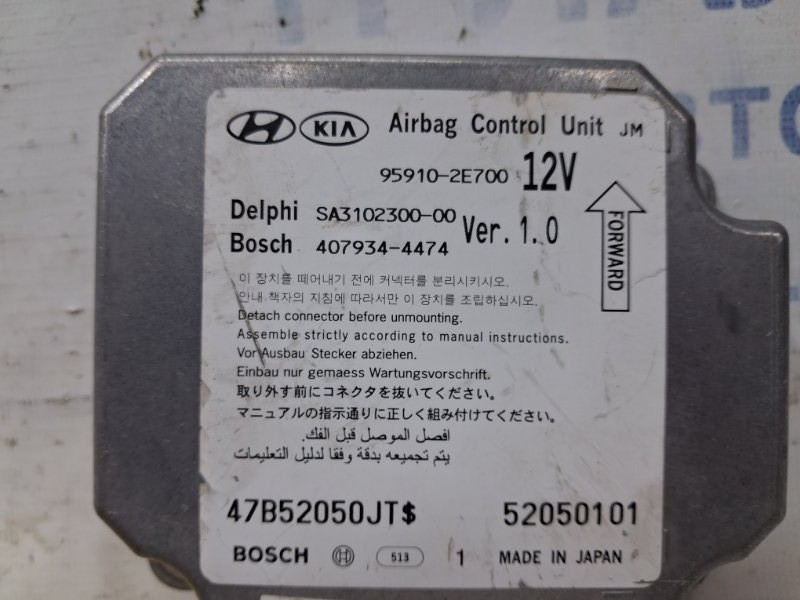 KIA Airbag Control Unit JM
95910-2E700 12V
Delphi SA3102300-00
Bosch 407934-4474
Ver. 1.0
FORWARD
이 장치를 떼어내기 전에 커넥터를 분리시키시오.
안내 책자의 지침에 따라서만 이 장치를 조립하십시오.
Detach connector before unmounting.
Assemble strictly according to manual instructions.
Vor Ausbau Stecker abziehen.
Einbau nur gemaess Wartungsvorschrift.
取り外す前にコネクタを抜いてください。
マニュアルの指示通りに正しく組み付けてください。
افصل الموصل قبل الفك.
يتم تجميعه بدقة وفقا لدليل التعليمات
47B52050JT$ 52050101
BOSCH 513 1 MADE IN JAPAN